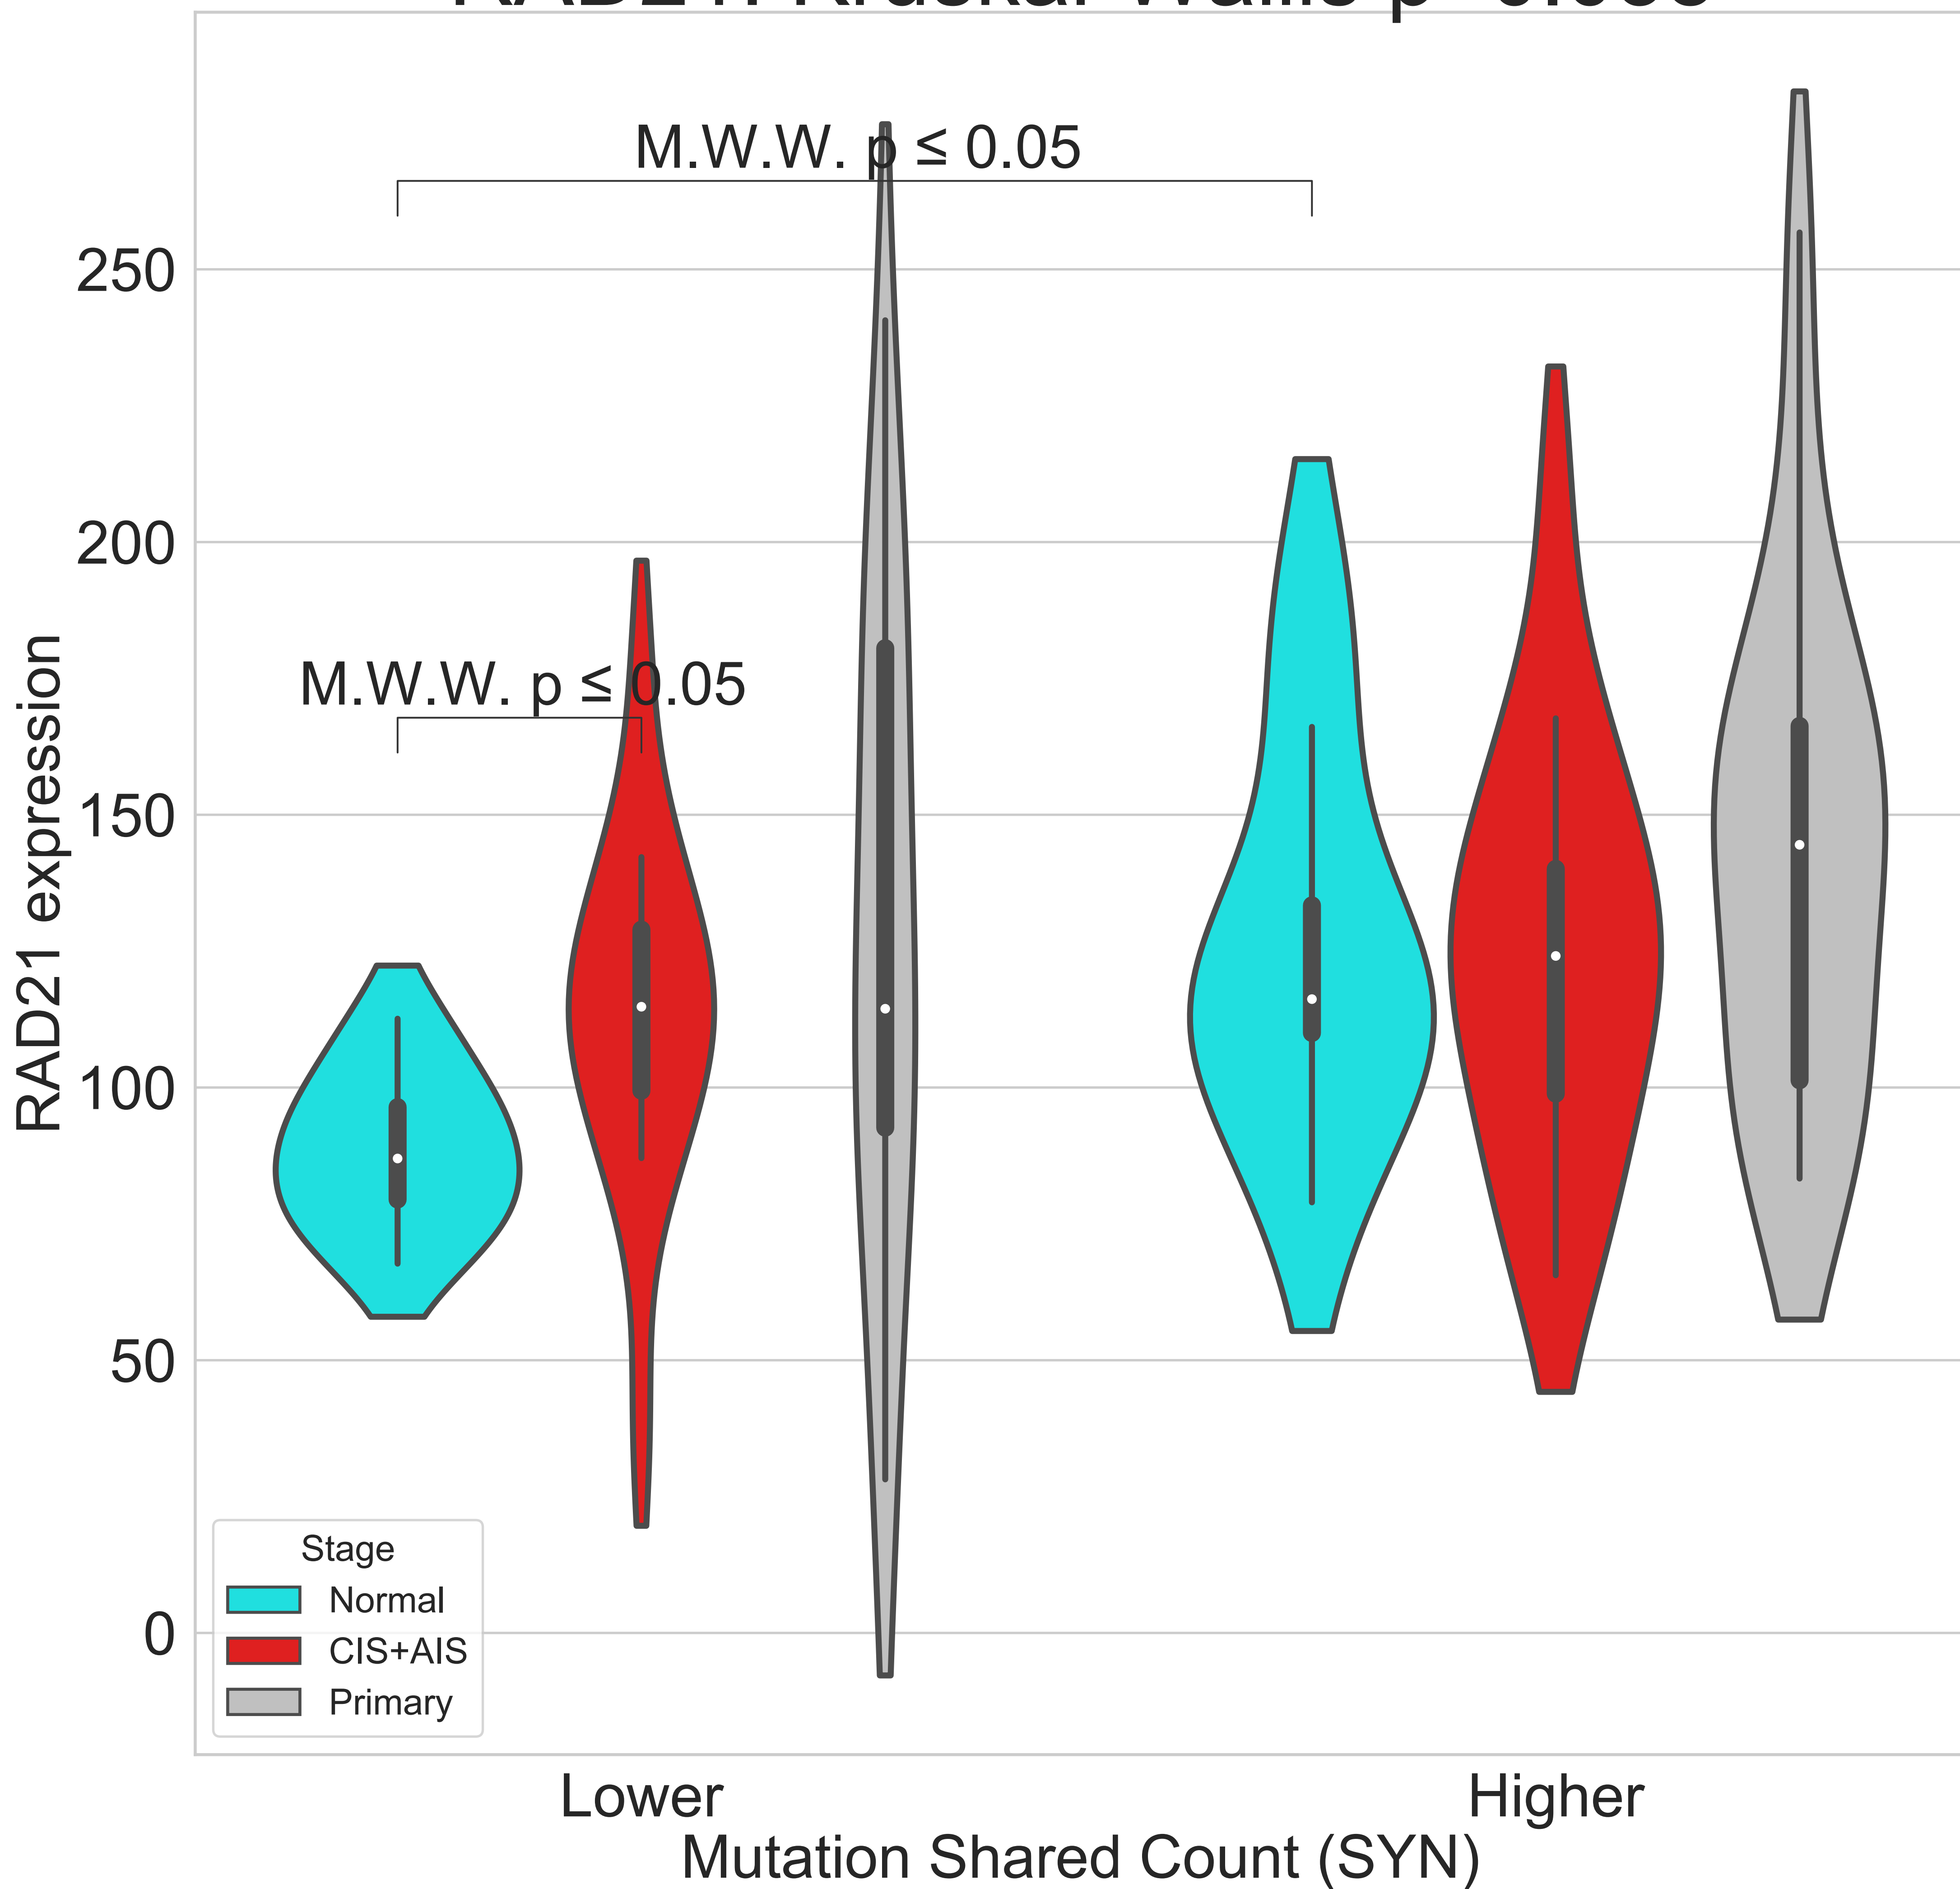 M.W.W. p ≤ 0.05
M.W.W. p ≤ 0.05
RAD21 expression
250
200
150
100
50
0
Stage
Normal
CIS+AIS
Primary
Lower
Higher
Mutation Shared Count (SYN)